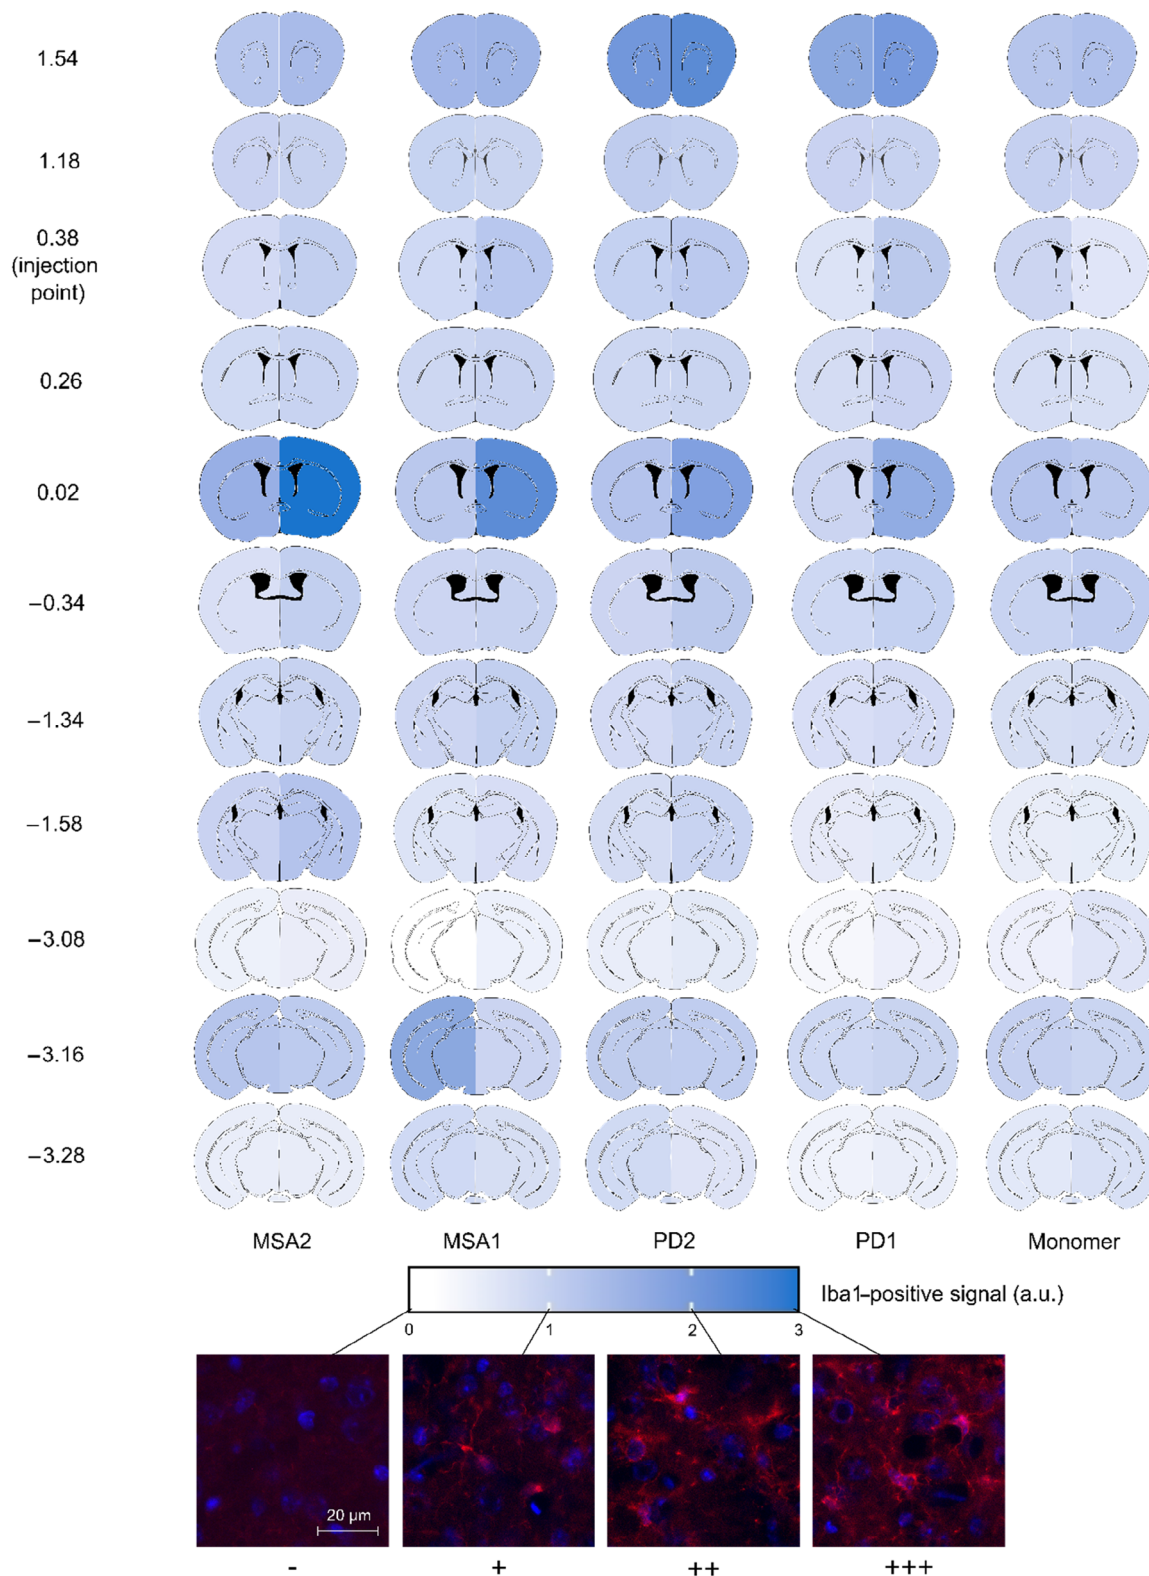 1.54
1.18
0.38
(injection
point)
0.26
0.02
−0.34
−1.34
−1.58
−3.08
−3.16
−3.28
MSA2 MSA1 PD2 PD1 Monomer
Iba1–positive signal (a.u.)
0 1 2 3
20 µm
- + ++ +++